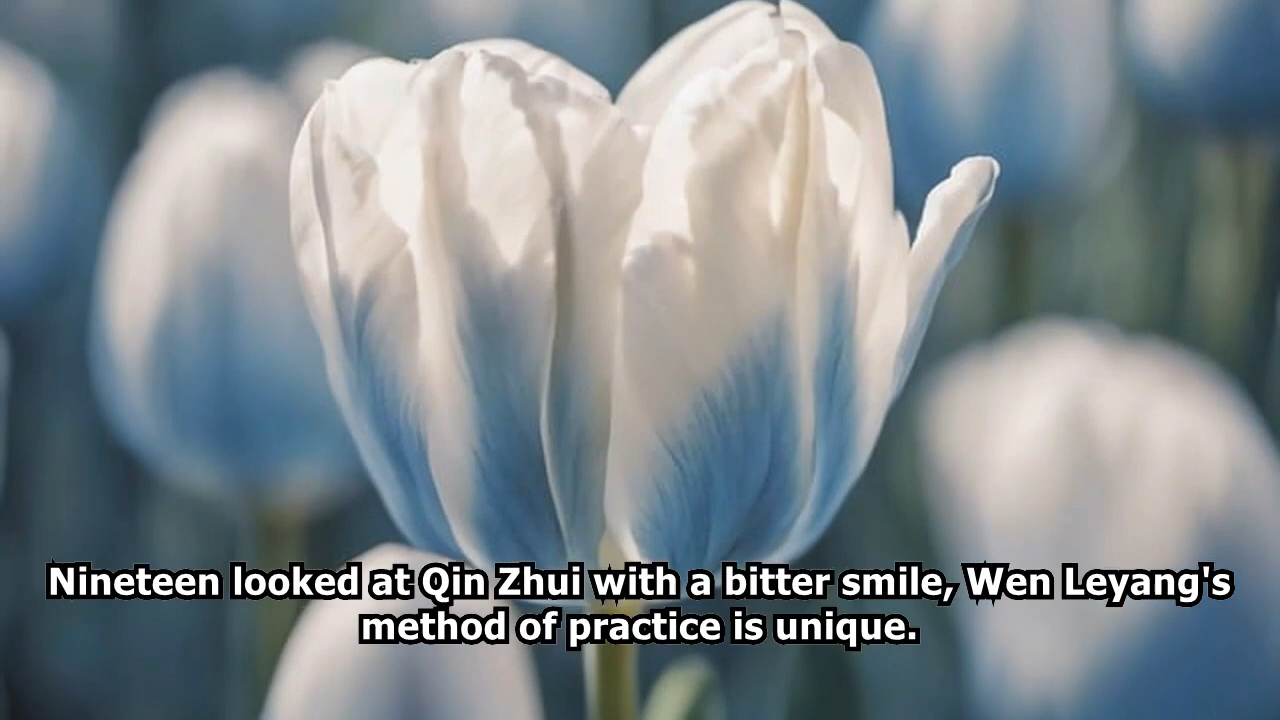 Nineteen looked at Qin Zhui with a bitter smile, Wen Leyang's
method of practice is unique.